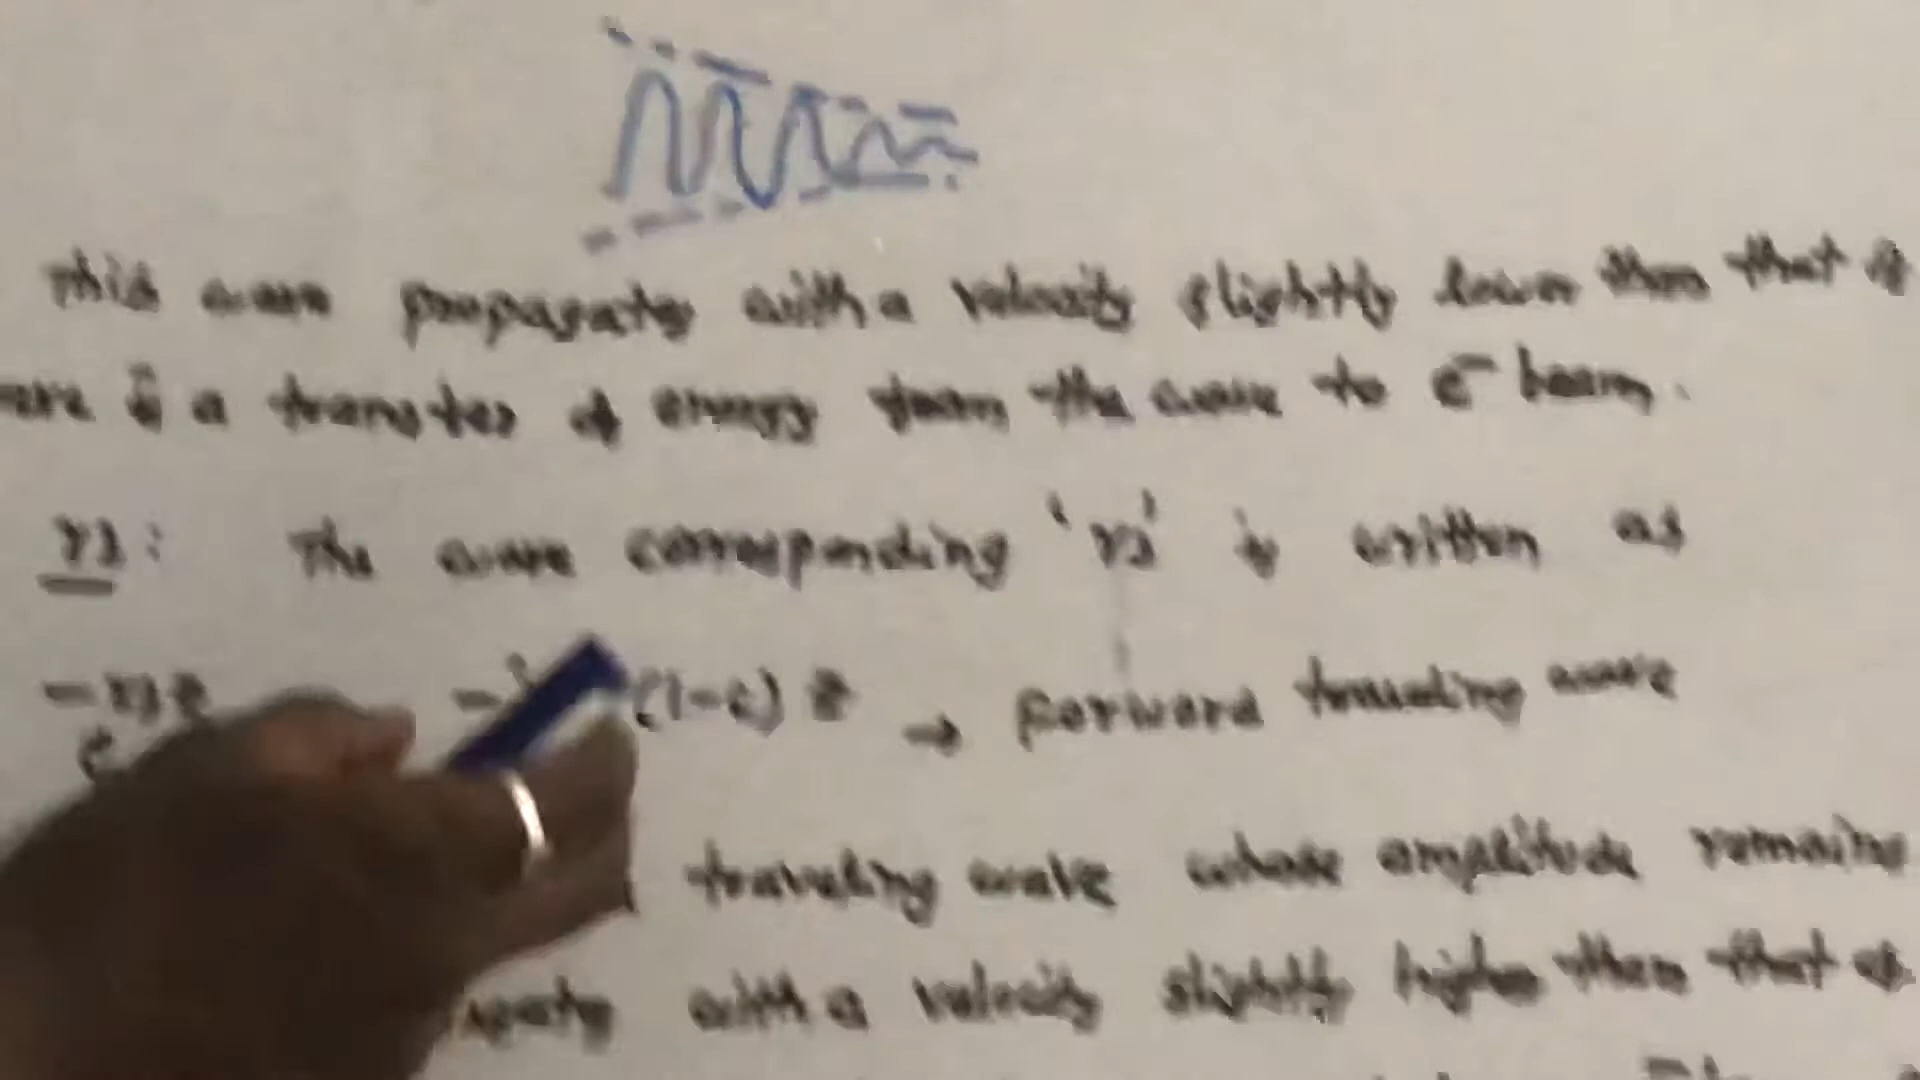 This wave propagates with a velocity slightly lower than that of
is a transfer of energy from the wave to e⁻ beam.
γ3: The wave corresponding 'γ3' is written as
-γ3z - (1-c) z → Forward traveling wave
e
traveling wave whose amplitude remains
with a velocity slightly higher than that of